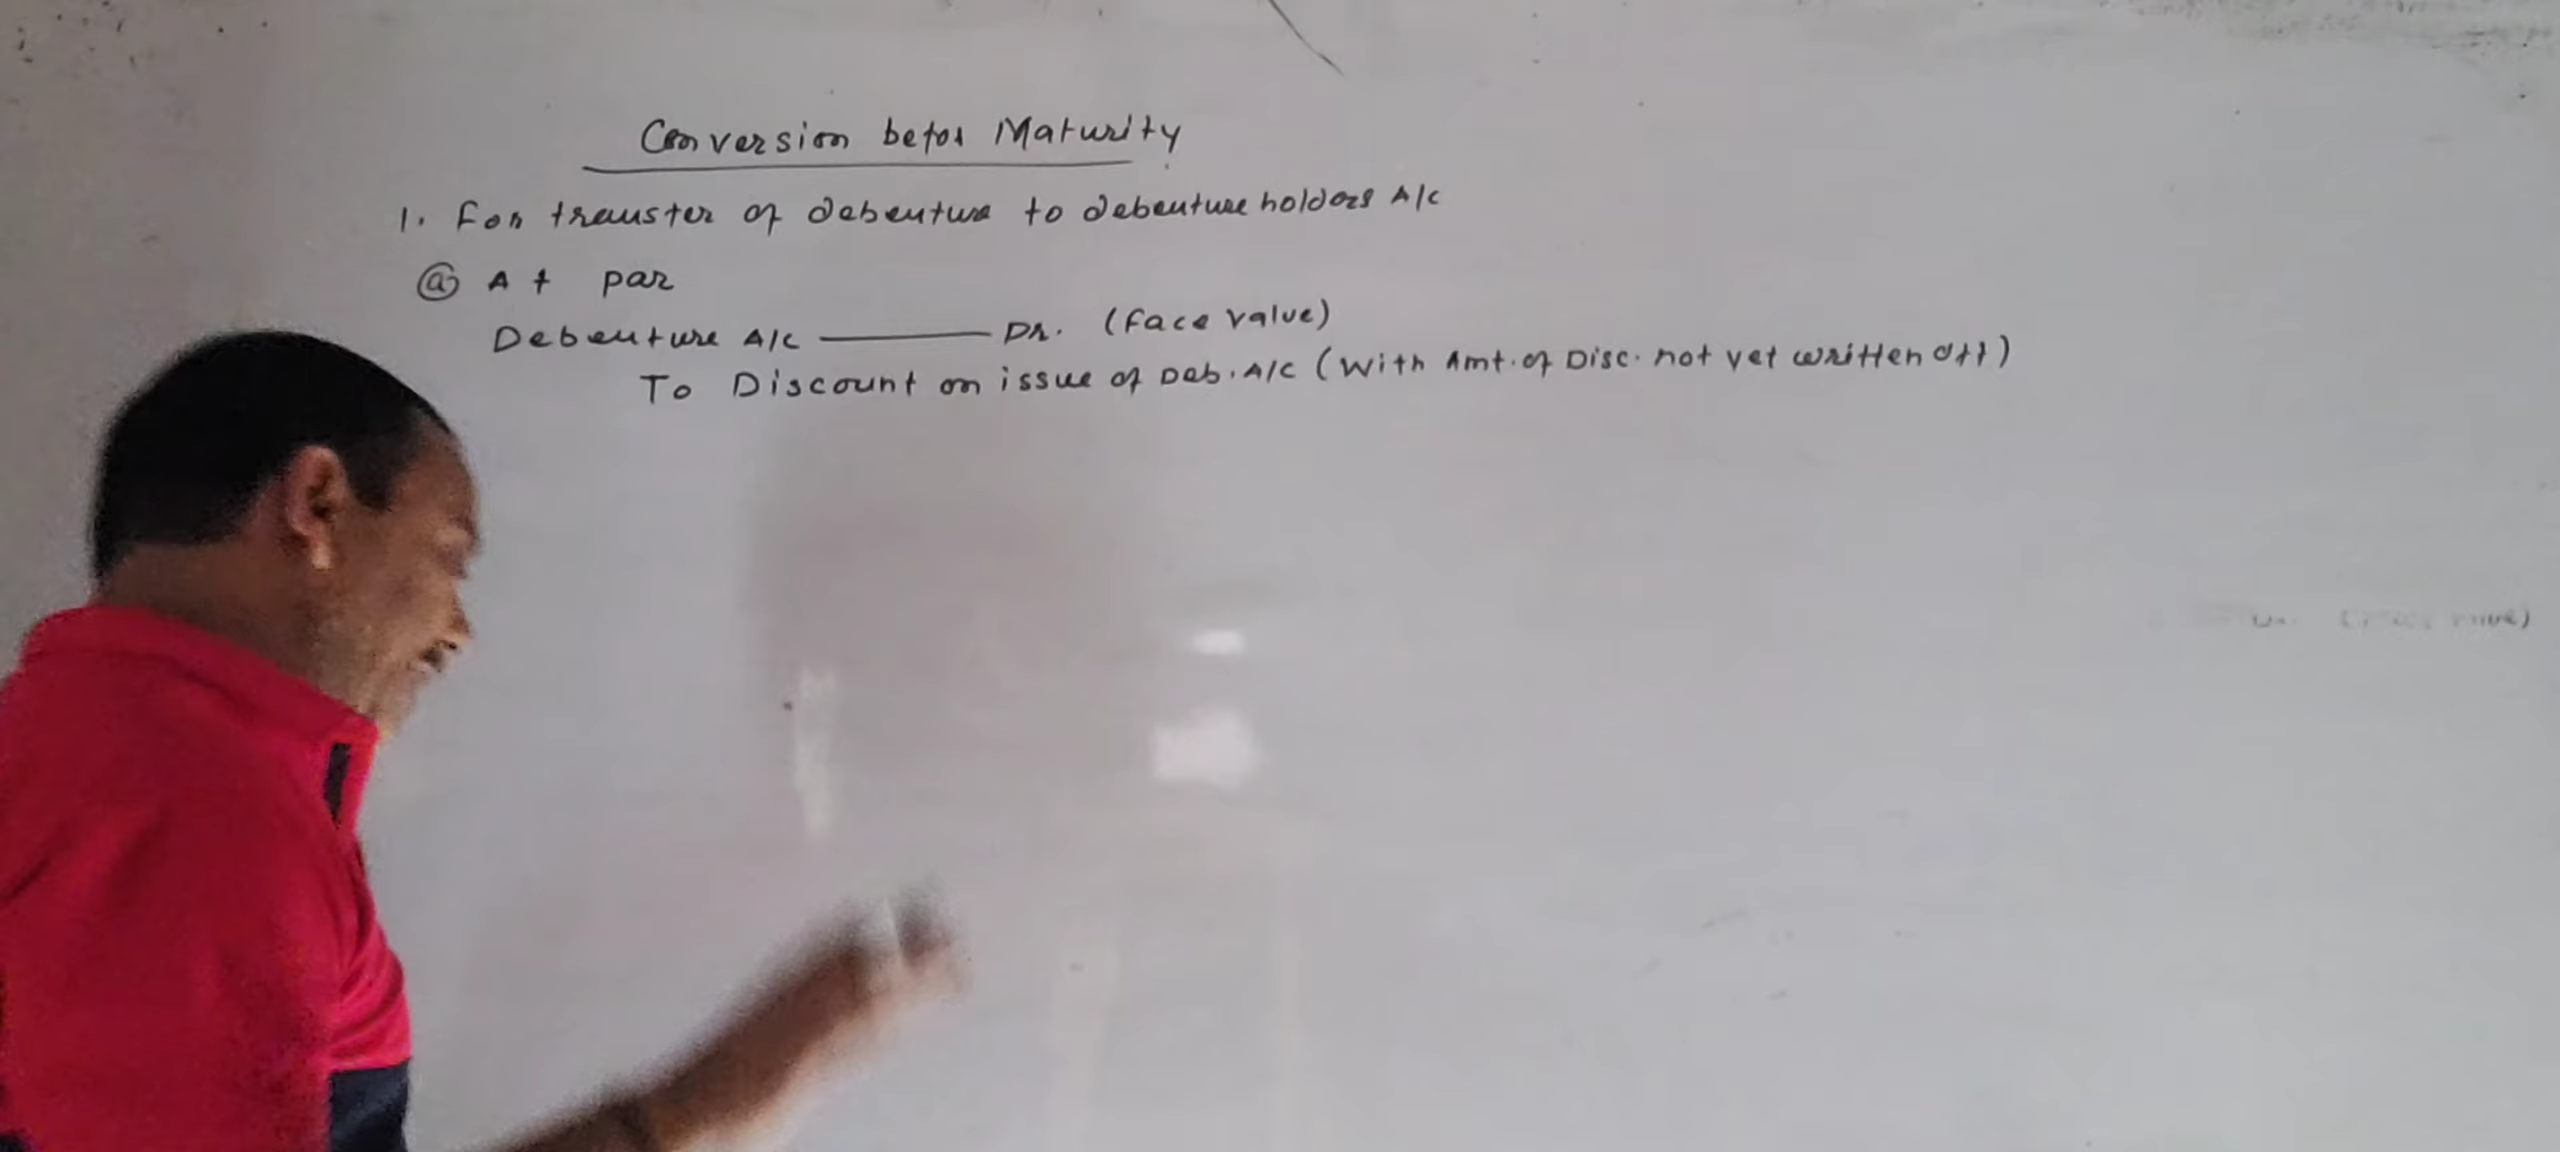 Conversion befor Maturity
1. For transfer of debenture to debenture holders A/C
ⓐ At par
Debenture A/C ——— Dr. (Face value)
To Discount on issue of Deb. A/C (With Amt. of Disc. not yet written off)